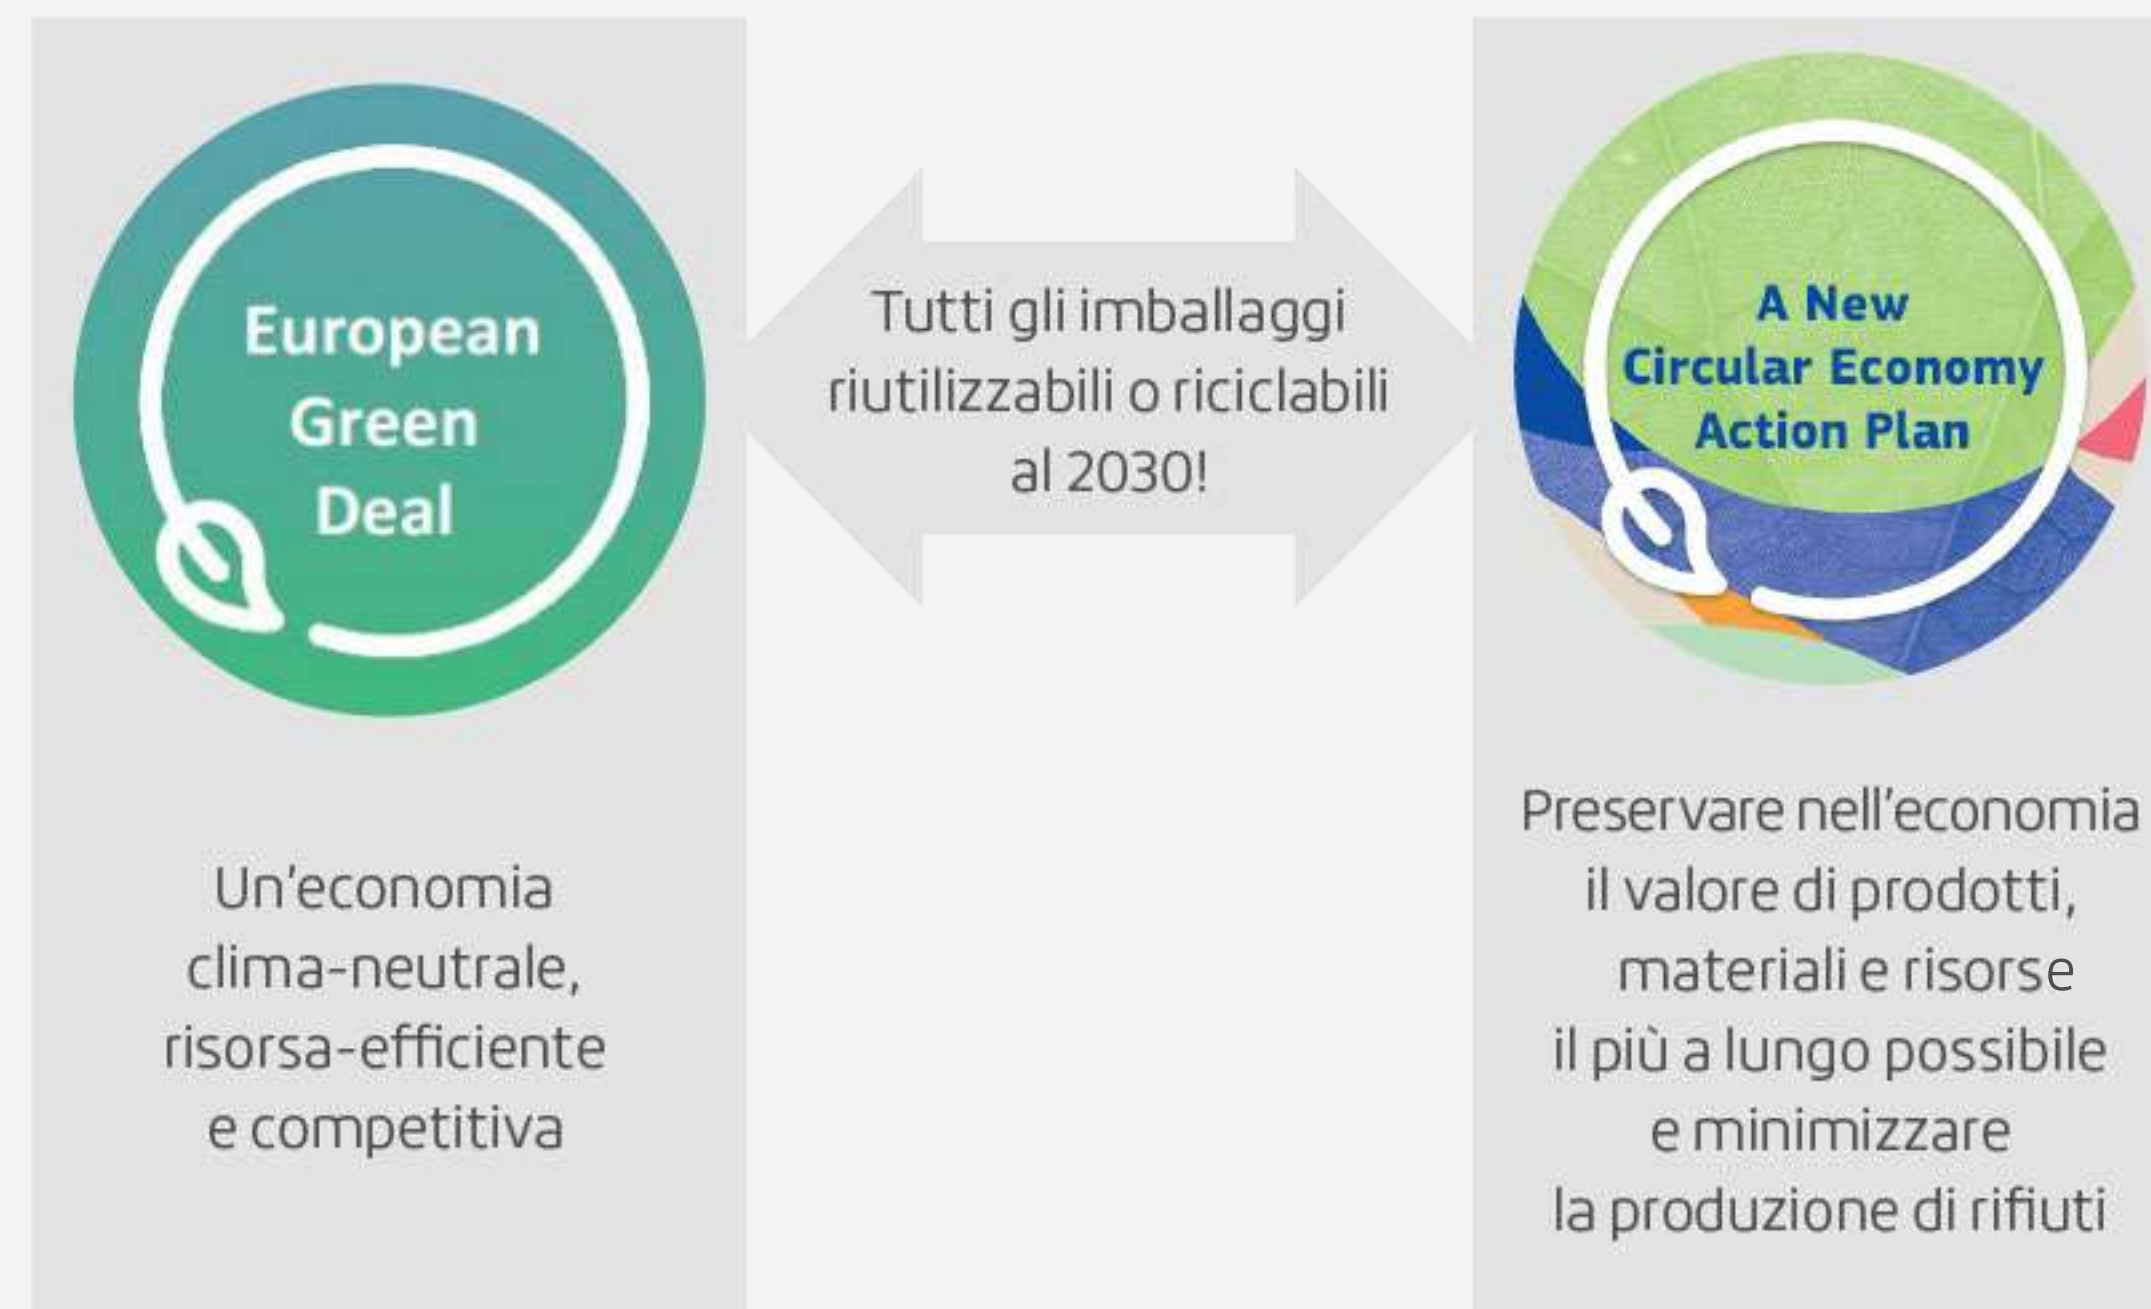 European
Green
Deal
Un'economia
clima-neutrale,
risorsa-efficiente
e competitiva
Tutti gli imballaggi
riutilizzabili o riciclabili
al 2030!
A New
Circular Economy
Action Plan
Preservare nell'economia
il valore di prodotti,
materiali e risorse
il più a lungo possibile
e minimizzare
la produzione di rifiuti